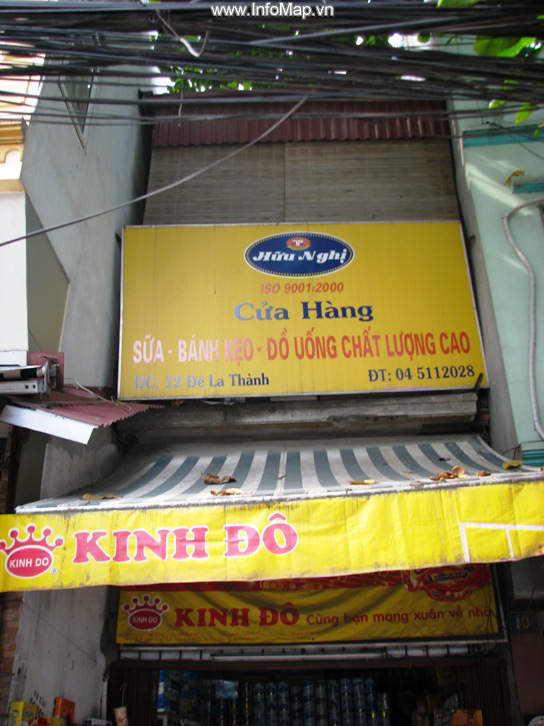 www.InfoMap.vn
Hữu Nghị
ISO 9001:2000
Cửa Hàng
SỮA - BÁNH KẸO - ĐỒ UỐNG CHẤT LƯỢNG CAO
ĐC: 12 Đê La Thành ĐT: 04 5112028
KINH DO KINH ĐÔ
KINH DO KINH ĐÔ Cùng bạn mang xuân về nhà